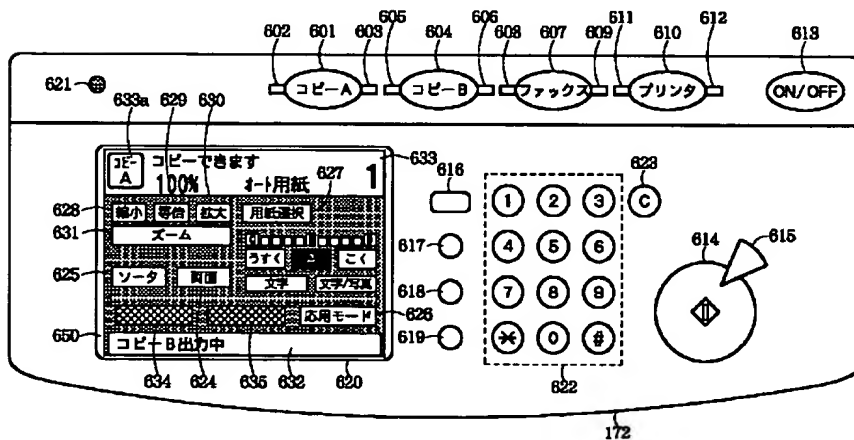 601 604 607 610 613
602 603 605 606 608 609 611 612
コピーA コピーB ファックス プリンタ ON/OFF
621
633a 629 630 633
コピー A コピーできます 1
100% オート用紙
627
628 縮小 等倍 拡大 用紙選択
631 ズーム
うすく こく
625 ソータ 両面
文字 文字/写真
応用モード 626
650 コピーB出力中
634 624 635 632 620
616 1 2 3 C 623
617 4 5 6
618 7 8 9
619 * 0 #
622
614 615
172